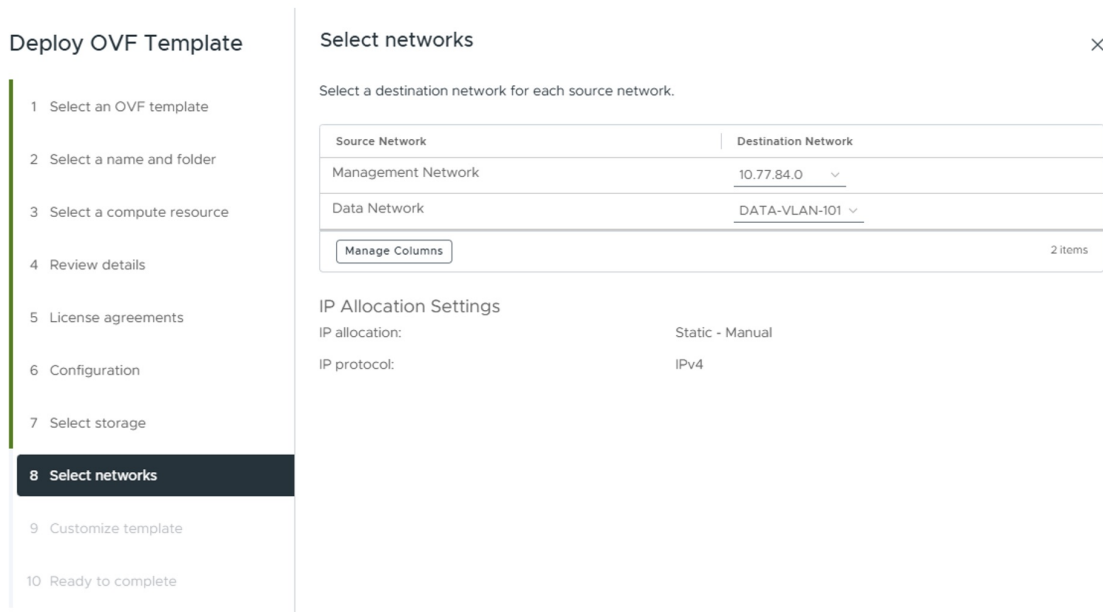 Deploy OVF Template
1 Select an OVF template
2 Select a name and folder
3 Select a compute resource
4 Review details
5 License agreements
6 Configuration
7 Select storage
8 Select networks
9 Customize template
10 Ready to complete
Select networks
Select a destination network for each source network.
Source Network Destination Network
Management Network 10.77.84.0
Data Network DATA-VLAN-101
Manage Columns 2 items
IP Allocation Settings
IP allocation: Static - Manual
IP protocol: IPv4